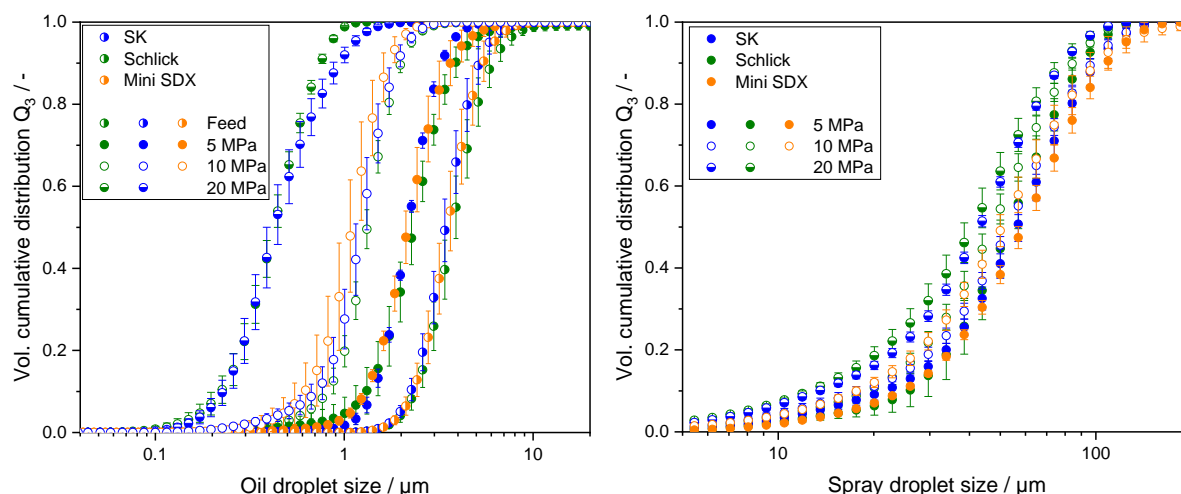 1.0
0.8
0.6
0.4
0.2
0.0
Vol. cumulative distribution Q3 / -
SK
Schlick
Mini SDX
Feed
5 MPa
10 MPa
20 MPa
0.1
1
10
Oil droplet size / µm
1.0
0.8
0.6
0.4
0.2
0.0
Vol. cumulative distribution Q3 / -
SK
Schlick
Mini SDX
5 MPa
10 MPa
20 MPa
10
100
Spray droplet size / µm